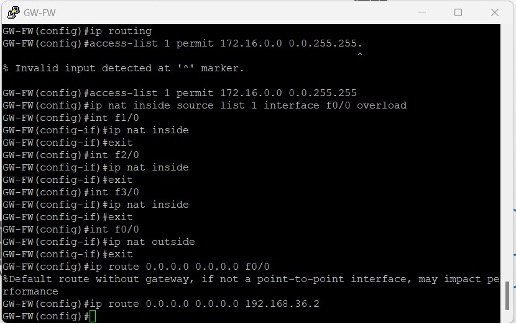 GW-FW
GW-FW(config)#ip routing
GW-FW(config)#access-list 1 permit 172.16.0.0 0.0.255.255.
^
% Invalid input detected at '^' marker.
GW-FW(config)#access-list 1 permit 172.16.0.0 0.0.255.255
GW-FW(config)#ip nat inside source list 1 interface f0/0 overload
GW-FW(config)#int f1/0
GW-FW(config-if)#ip nat inside
GW-FW(config-if)#exit
GW-FW(config)#int f2/0
GW-FW(config-if)#ip nat inside
GW-FW(config-if)#exit
GW-FW(config)#int f3/0
GW-FW(config-if)#ip nat inside
GW-FW(config-if)#exit
GW-FW(config)#int f0/0
GW-FW(config-if)#ip nat outside
GW-FW(config-if)#exit
GW-FW(config)#ip route 0.0.0.0 0.0.0.0 f0/0
%Default route without gateway, if not a point-to-point interface, may impact pe
rformance
GW-FW(config)#ip route 0.0.0.0 0.0.0.0 192.168.36.2
GW-FW(config)#